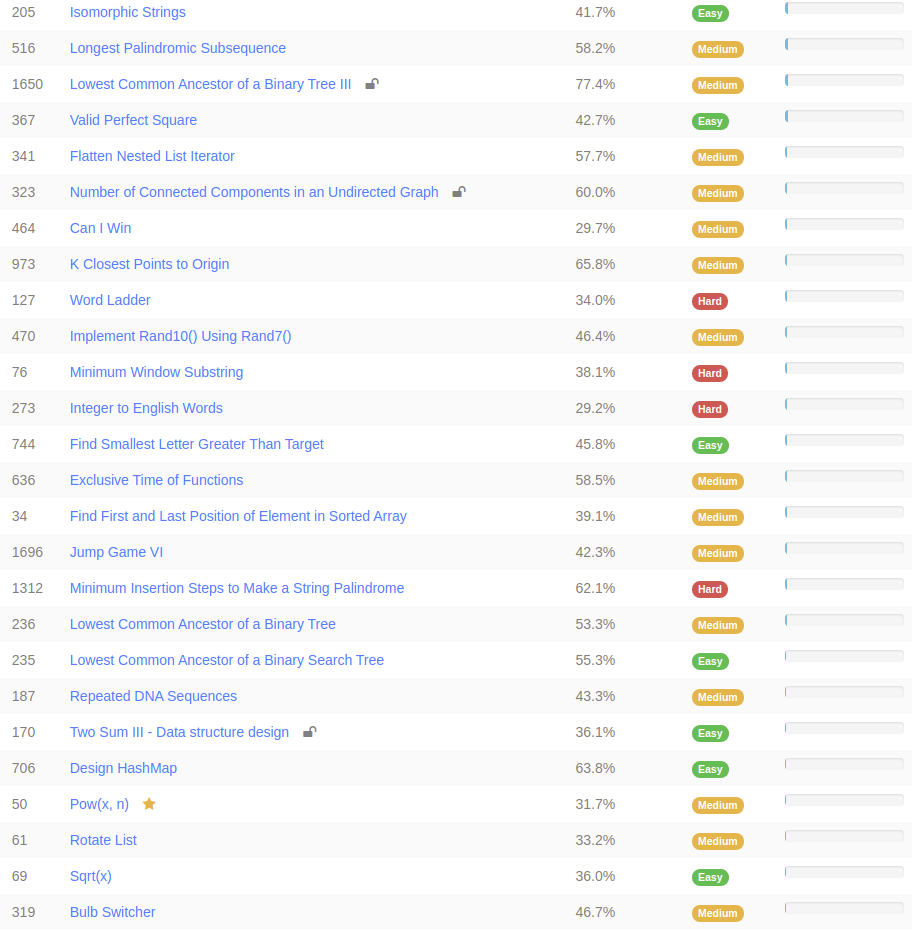 205 Isomorphic Strings 41.7% Easy
516 Longest Palindromic Subsequence 58.2% Medium
1650 Lowest Common Ancestor of a Binary Tree III 77.4% Medium
367 Valid Perfect Square 42.7% Easy
341 Flatten Nested List Iterator 57.7% Medium
323 Number of Connected Components in an Undirected Graph 60.0% Medium
464 Can I Win 29.7% Medium
973 K Closest Points to Origin 65.8% Medium
127 Word Ladder 34.0% Hard
470 Implement Rand10() Using Rand7() 46.4% Medium
76 Minimum Window Substring 38.1% Hard
273 Integer to English Words 29.2% Hard
744 Find Smallest Letter Greater Than Target 45.8% Easy
636 Exclusive Time of Functions 58.5% Medium
34 Find First and Last Position of Element in Sorted Array 39.1% Medium
1696 Jump Game VI 42.3% Medium
1312 Minimum Insertion Steps to Make a String Palindrome 62.1% Hard
236 Lowest Common Ancestor of a Binary Tree 53.3% Medium
235 Lowest Common Ancestor of a Binary Search Tree 55.3% Easy
187 Repeated DNA Sequences 43.3% Medium
170 Two Sum III - Data structure design 36.1% Easy
706 Design HashMap 63.8% Easy
50 Pow(x, n) 31.7% Medium
61 Rotate List 33.2% Medium
69 Sqrt(x) 36.0% Easy
319 Bulb Switcher 46.7% Medium